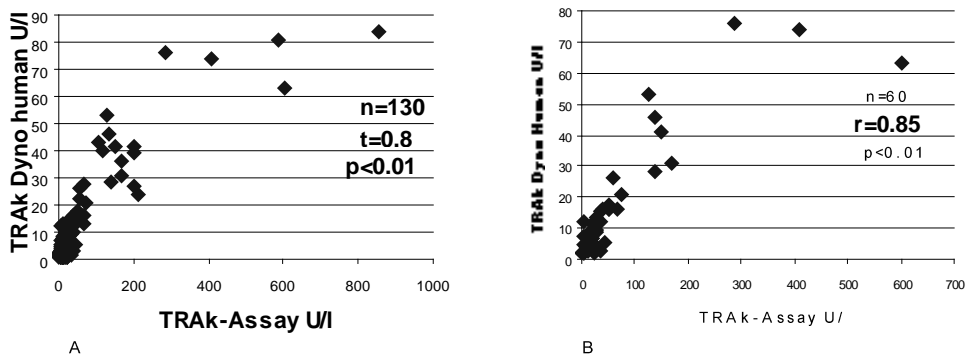 TRAk Dyno human U/l
90
80
70
60
50
40
30
20
10
0
n=130
t=0.8
p<0.01
0 200 400 600 800 1000
TRAk-Assay U/l
A
TRAk Dyno Human U/l
80
70
60
50
40
30
20
10
0
n=60
r=0.85
p<0.01
0 100 200 300 400 500 600 700
TRAk-Assay U/
B